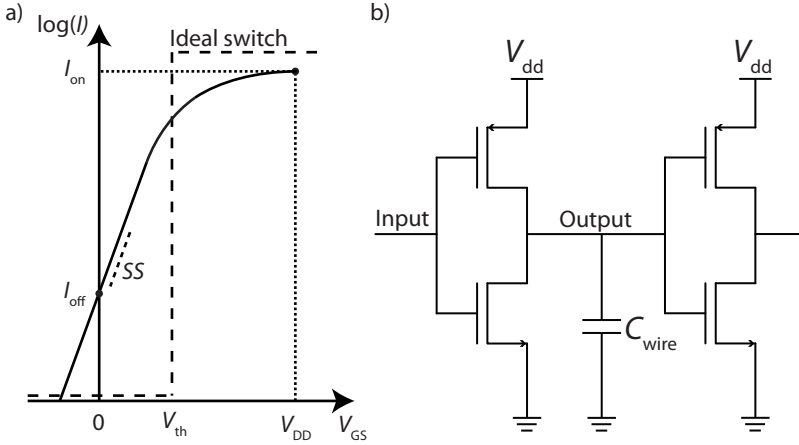 a)
log(I)
Ideal switch
I_on
SS
I_off
0
V_th
V_DD
V_GS
b)
V_dd
V_dd
Input
Output
C_wire